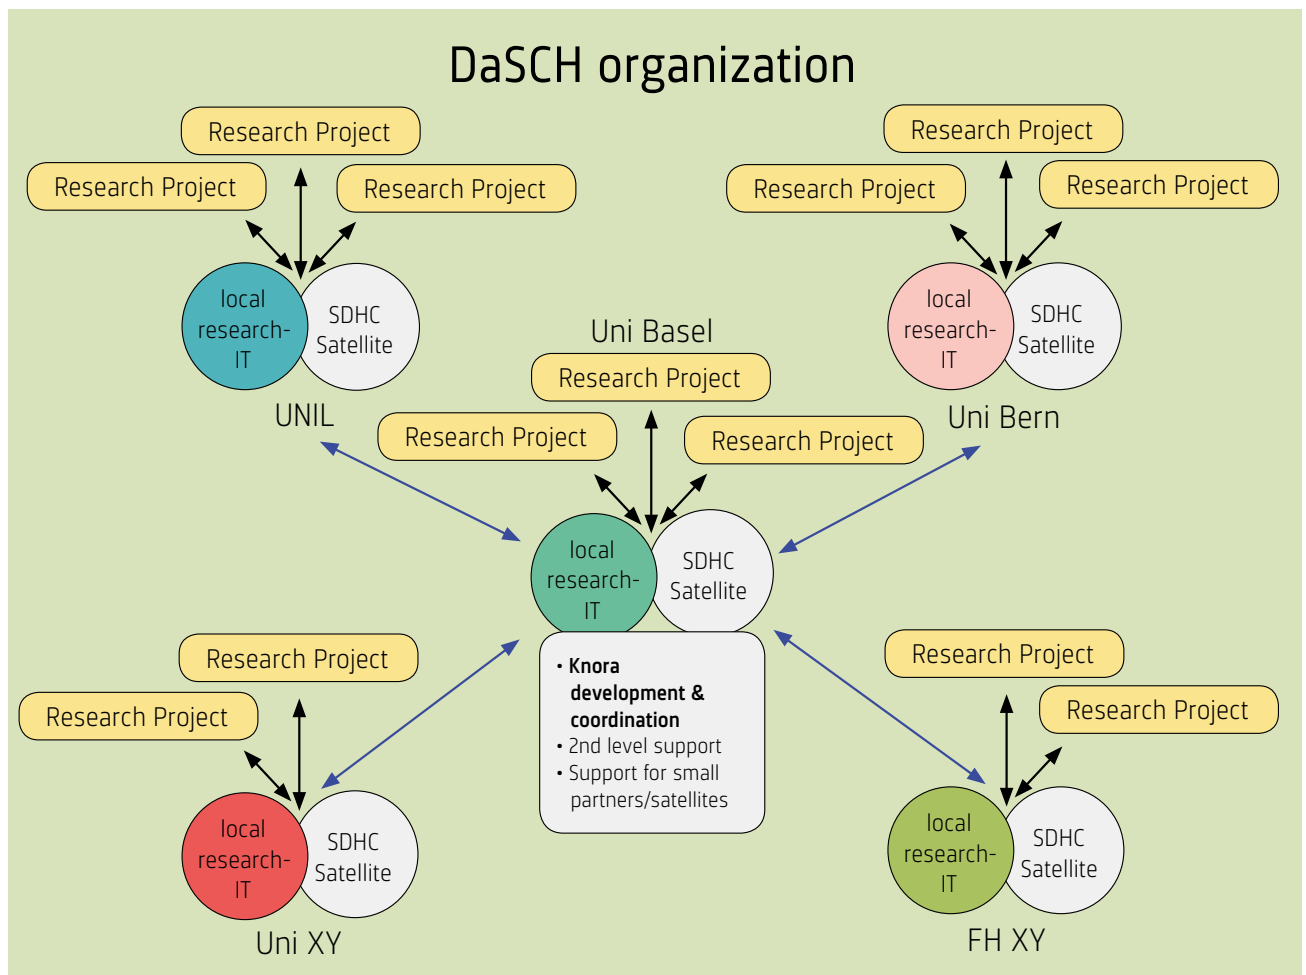 DaSCH organization
Research Project
Research Project
Research Project
local
research-
IT
SDHC
Satellite
UNIL
Research Project
Research Project
Research Project
local
research-
IT
SDHC
Satellite
Uni Bern
Uni Basel
Research Project
Research Project
Research Project
local
research-
IT
SDHC
Satellite
• Knora
development &
coordination
• 2nd level support
• Support for small
partners/satellites
Research Project
Research Project
local
research-
IT
SDHC
Satellite
Uni XY
Research Project
Research Project
local
research-
IT
SDHC
Satellite
FH XY